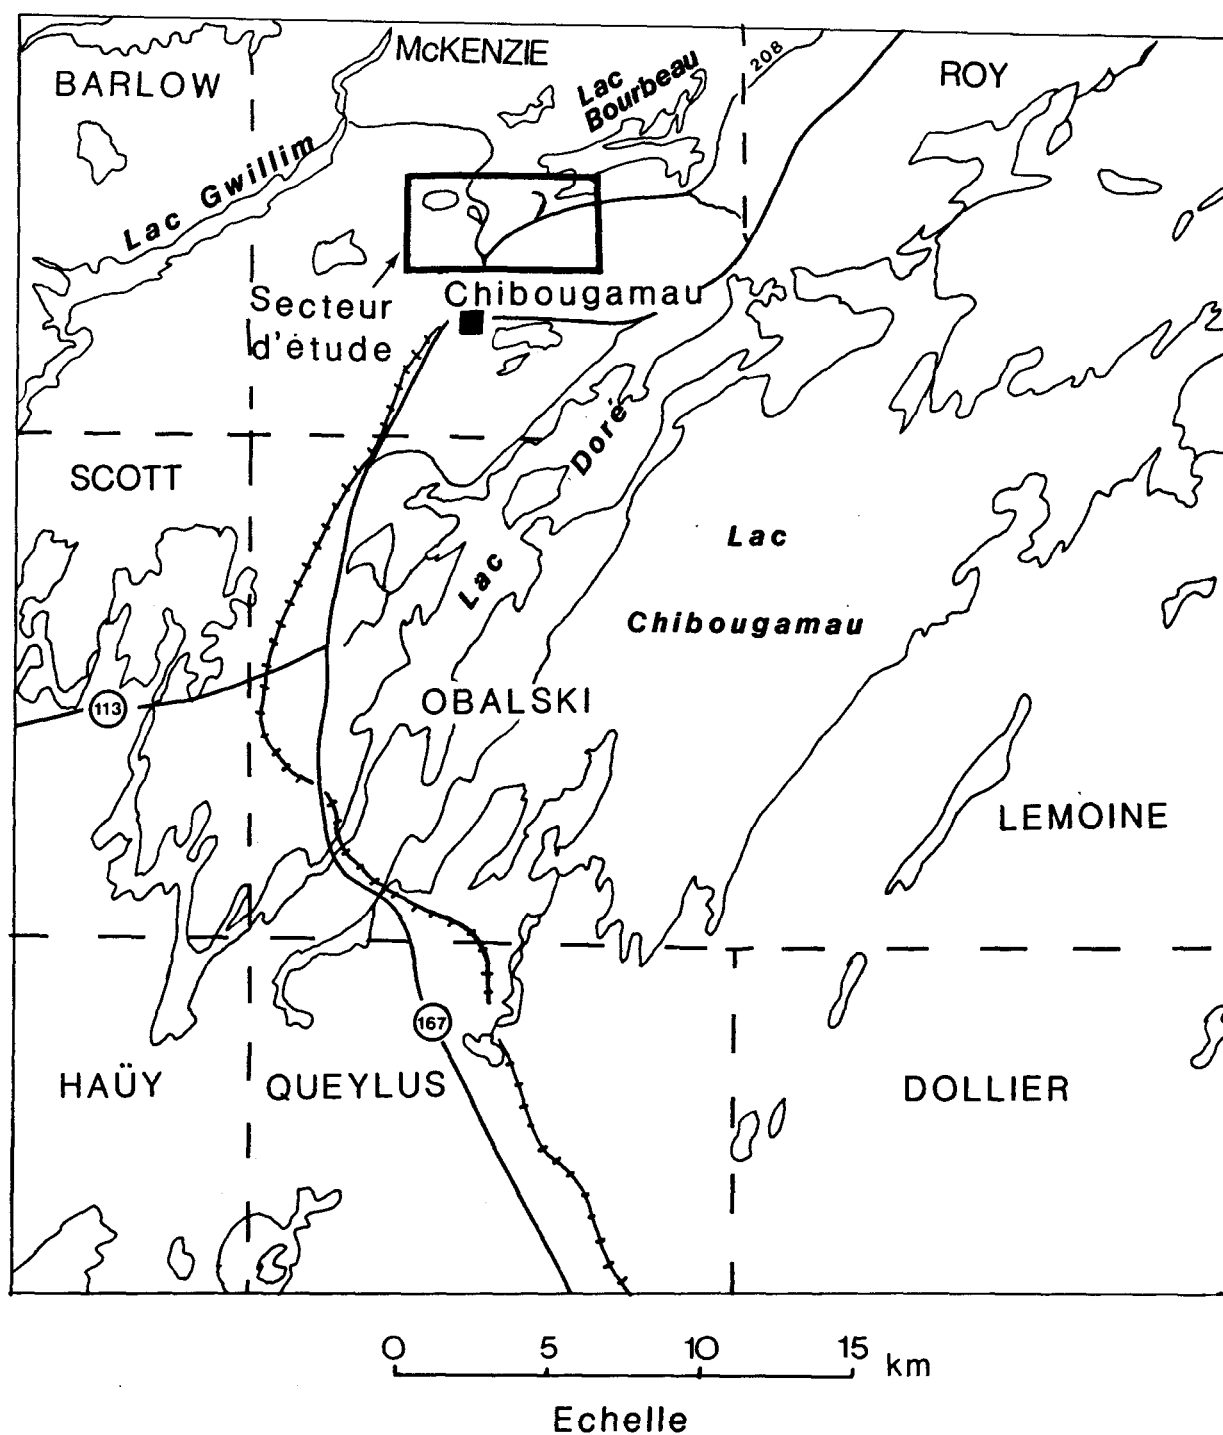 McKENZIE
BARLOW
Lac
Bourbeau
208
ROY
Lac Gwillim
Secteur
d'étude
Chibougamau
SCOTT
Lac Doré
Lac
Chibougamau
113
OBALSKI
LEMOINE
167
HAÜY
QUEYLUS
DOLLIER
0 5 10 15 km
Echelle